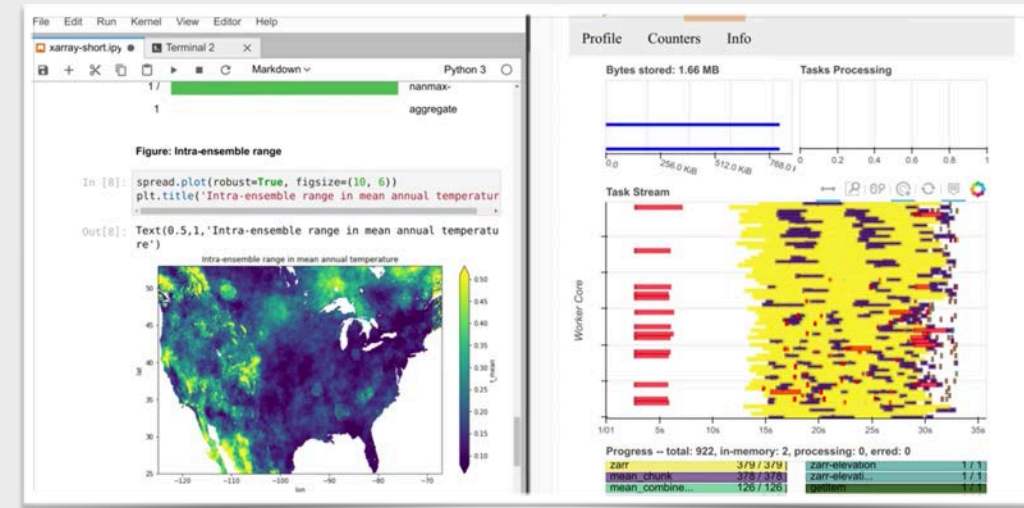 File Edit Run Kernel View Editor Help
xarray-short.ipy Terminal 2
Markdown Python 3
1 / nanmax-
1 aggregate
Figure: Intra-ensemble range
In [8]: spread.plot(robust=True, figsize=(10, 6))
plt.title('Intra-ensemble range in mean annual temperatur
Out[8]: Text(0.5,1,'Intra-ensemble range in mean annual temperatu
re')
Intra-ensemble range in mean annual temperature
50
45
40
35
30
25
lat
−120 −110 −100 −90 −80 −70
lon
0.50
0.45
0.40
0.35
0.30
0.25
0.20
0.15
0.10
t_mean
Profile Counters Info
Bytes stored: 1.66 MB Tasks Processing
0.0 256.0 KiB 512.0 KiB 768.0
0 0.2 0.4 0.6 0.8 1
Task Stream
Worker Core
1/01 5s 10s 15s 20s 25s 30s 35s
Progress -- total: 922, in-memory: 2, processing: 0, erred: 0
zarr 379 / 379 zarr-elevation 1 / 1
mean_chunk 378 / 378 zarr-elevati... 1 / 1
mean_combine... 126 / 126 getitem 1 / 1